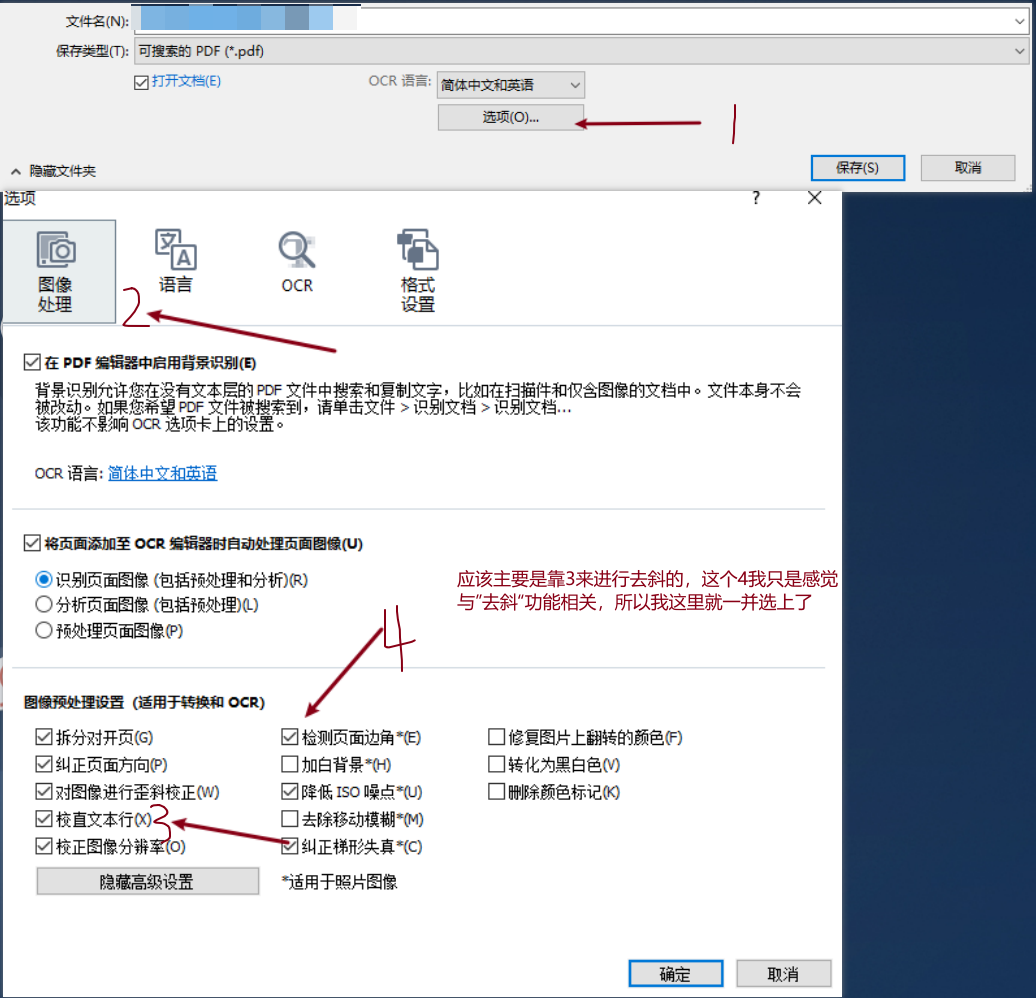 文件名(N):
保存类型(T): 可搜索的 PDF (*.pdf)
打开文档(E)
OCR 语言: 简体中文和英语
选项(O)...
1
隐藏文件夹
保存(S)
取消
选项
?
图像
处理
语言
OCR
格式
设置
2
在 PDF 编辑器中启用背景识别(E)
背景识别允许您在没有文本层的 PDF 文件中搜索和复制文字，比如在扫描件和仅含图像的文档中。文件本身不会
被改动。如果您希望 PDF 文件被搜索到，请单击文件 > 识别文档 > 识别文档...
该功能不影响 OCR 选项卡上的设置。
OCR 语言: 简体中文和英语
将页面添加至 OCR 编辑器时自动处理页面图像(U)
识别页面图像 (包括预处理和分析)(R)
分析页面图像 (包括预处理)(L)
预处理页面图像(P)
应该主要是靠3来进行去斜的，这个4我只是感觉
与"去斜"功能相关，所以我这里就一并选上了
4
图像预处理设置（适用于转换和 OCR)
拆分对开页(G)
纠正页面方向(P)
对图像进行歪斜校正(W)
校直文本行(X)
3
校正图像分辨率(O)
检测页面边角*(E)
加白背景*(H)
降低 ISO 噪点*(U)
去除移动模糊*(M)
纠正梯形失真*(C)
修复图片上翻转的颜色(F)
转化为黑白色(V)
删除颜色标记(K)
隐藏高级设置
*适用于照片图像
确定
取消